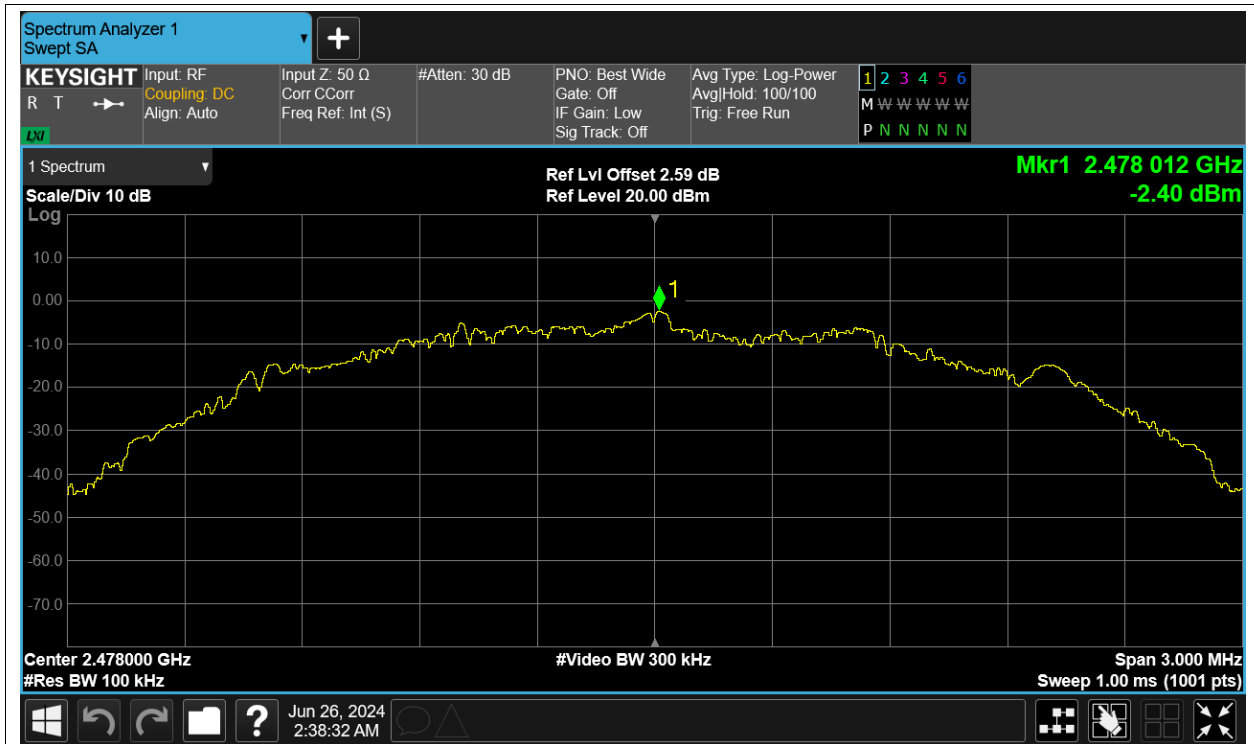 Spectrum Analyzer 1
Swept SA
+
KEYSIGHT
R T
LXI
Input: RF
Coupling: DC
Align: Auto
Input Z: 50 Ω
Corr CCorr
Freq Ref: Int (S)
#Atten: 30 dB
PNO: Best Wide
Gate: Off
IF Gain: Low
Sig Track: Off
Avg Type: Log-Power
Avg|Hold: 100/100
Trig: Free Run
1 2 3 4 5 6
M W W W W W
P N N N N N
1 Spectrum
Scale/Div 10 dB
Ref Lvl Offset 2.59 dB
Ref Level 20.00 dBm
Mkr1 2.478 012 GHz
-2.40 dBm
Log
10.0
0.00
-10.0
-20.0
-30.0
-40.0
-50.0
-60.0
-70.0
1
Center 2.478000 GHz
#Res BW 100 kHz
#Video BW 300 kHz
Span 3.000 MHz
Sweep 1.00 ms (1001 pts)
?
Jun 26, 2024
2:38:32 AM